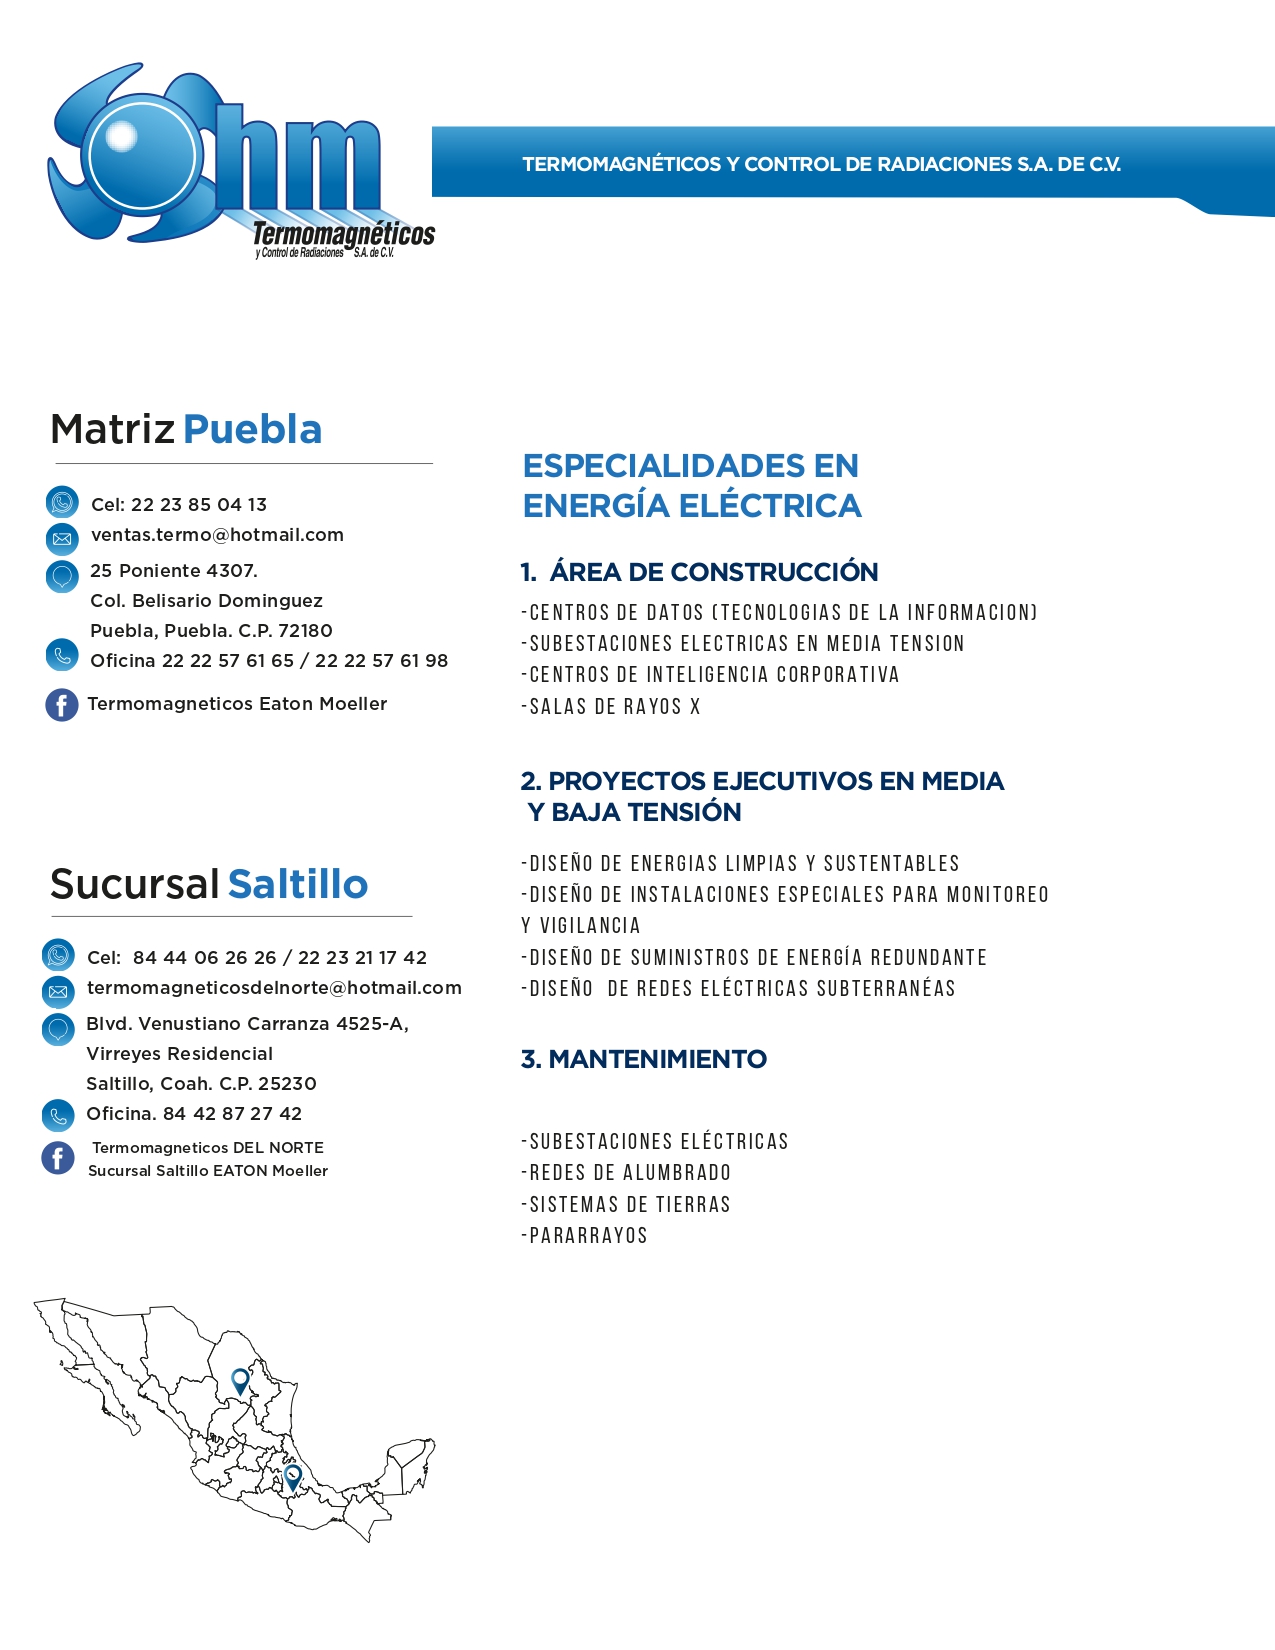 Ohm
Termomagnéticos
y Control de Radiaciones S.A. de C.V.
TERMOMAGNÉTICOS Y CONTROL DE RADIACIONES S.A. DE C.V.
Matriz Puebla
Cel: 22 23 85 04 13
ventas.termo@hotmail.com
25 Poniente 4307.
Col. Belisario Dominguez
Puebla, Puebla. C.P. 72180
Oficina 22 22 57 61 65 / 22 22 57 61 98
Termomagneticos Eaton Moeller
Sucursal Saltillo
Cel: 84 44 06 26 26 / 22 23 21 17 42
termomagneticosdelnorte@hotmail.com
Blvd. Venustiano Carranza 4525-A,
Virreyes Residencial
Saltillo, Coah. C.P. 25230
Oficina. 84 42 87 27 42
Termomagneticos DEL NORTE
Sucursal Saltillo EATON Moeller
ESPECIALIDADES EN
ENERGÍA ELÉCTRICA
1. ÁREA DE CONSTRUCCIÓN
-CENTROS DE DATOS (TECNOLOGIAS DE LA INFORMACION)
-SUBESTACIONES ELECTRICAS EN MEDIA TENSION
-CENTROS DE INTELIGENCIA CORPORATIVA
-SALAS DE RAYOS X
2. PROYECTOS EJECUTIVOS EN MEDIA
Y BAJA TENSIÓN
-DISEÑO DE ENERGIAS LIMPIAS Y SUSTENTABLES
-DISEÑO DE INSTALACIONES ESPECIALES PARA MONITOREO
Y VIGILANCIA
-DISEÑO DE SUMINISTROS DE ENERGÍA REDUNDANTE
-DISEÑO DE REDES ELÉCTRICAS SUBTERRANÉAS
3. MANTENIMIENTO
-SUBESTACIONES ELÉCTRICAS
-REDES DE ALUMBRADO
-SISTEMAS DE TIERRAS
-PARARRAYOS